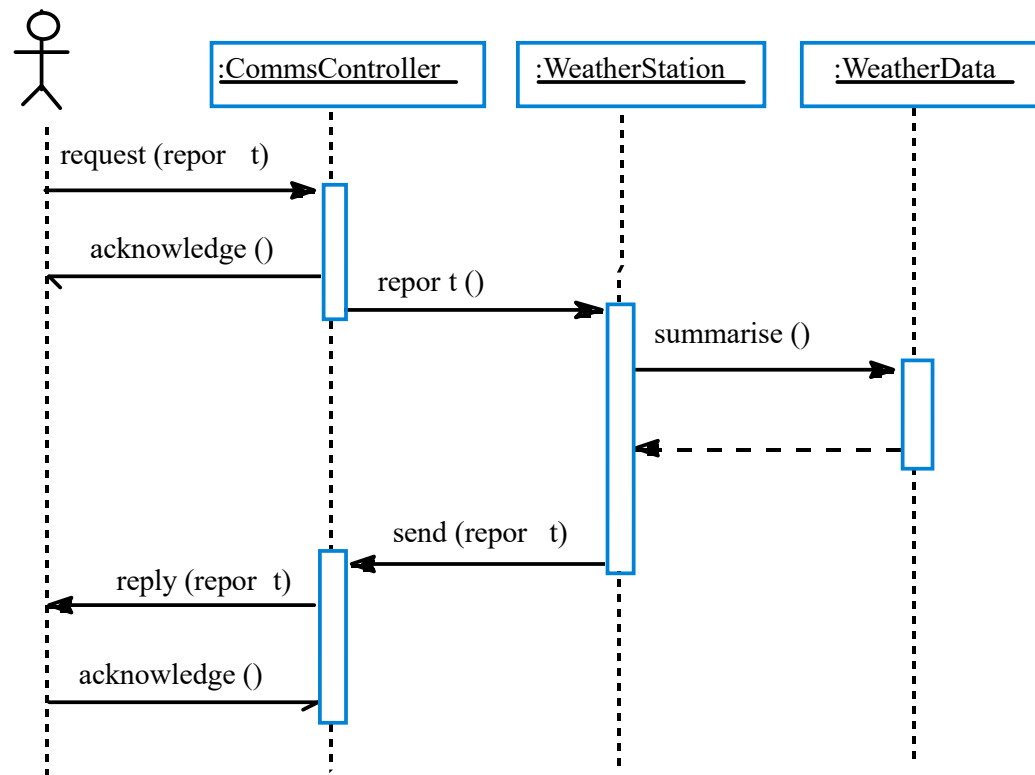 :CommsController :WeatherStation :WeatherData
request (repor t)
acknowledge ()
repor t ()
summarise ()
send (repor t)
reply (repor t)
acknowledge ()